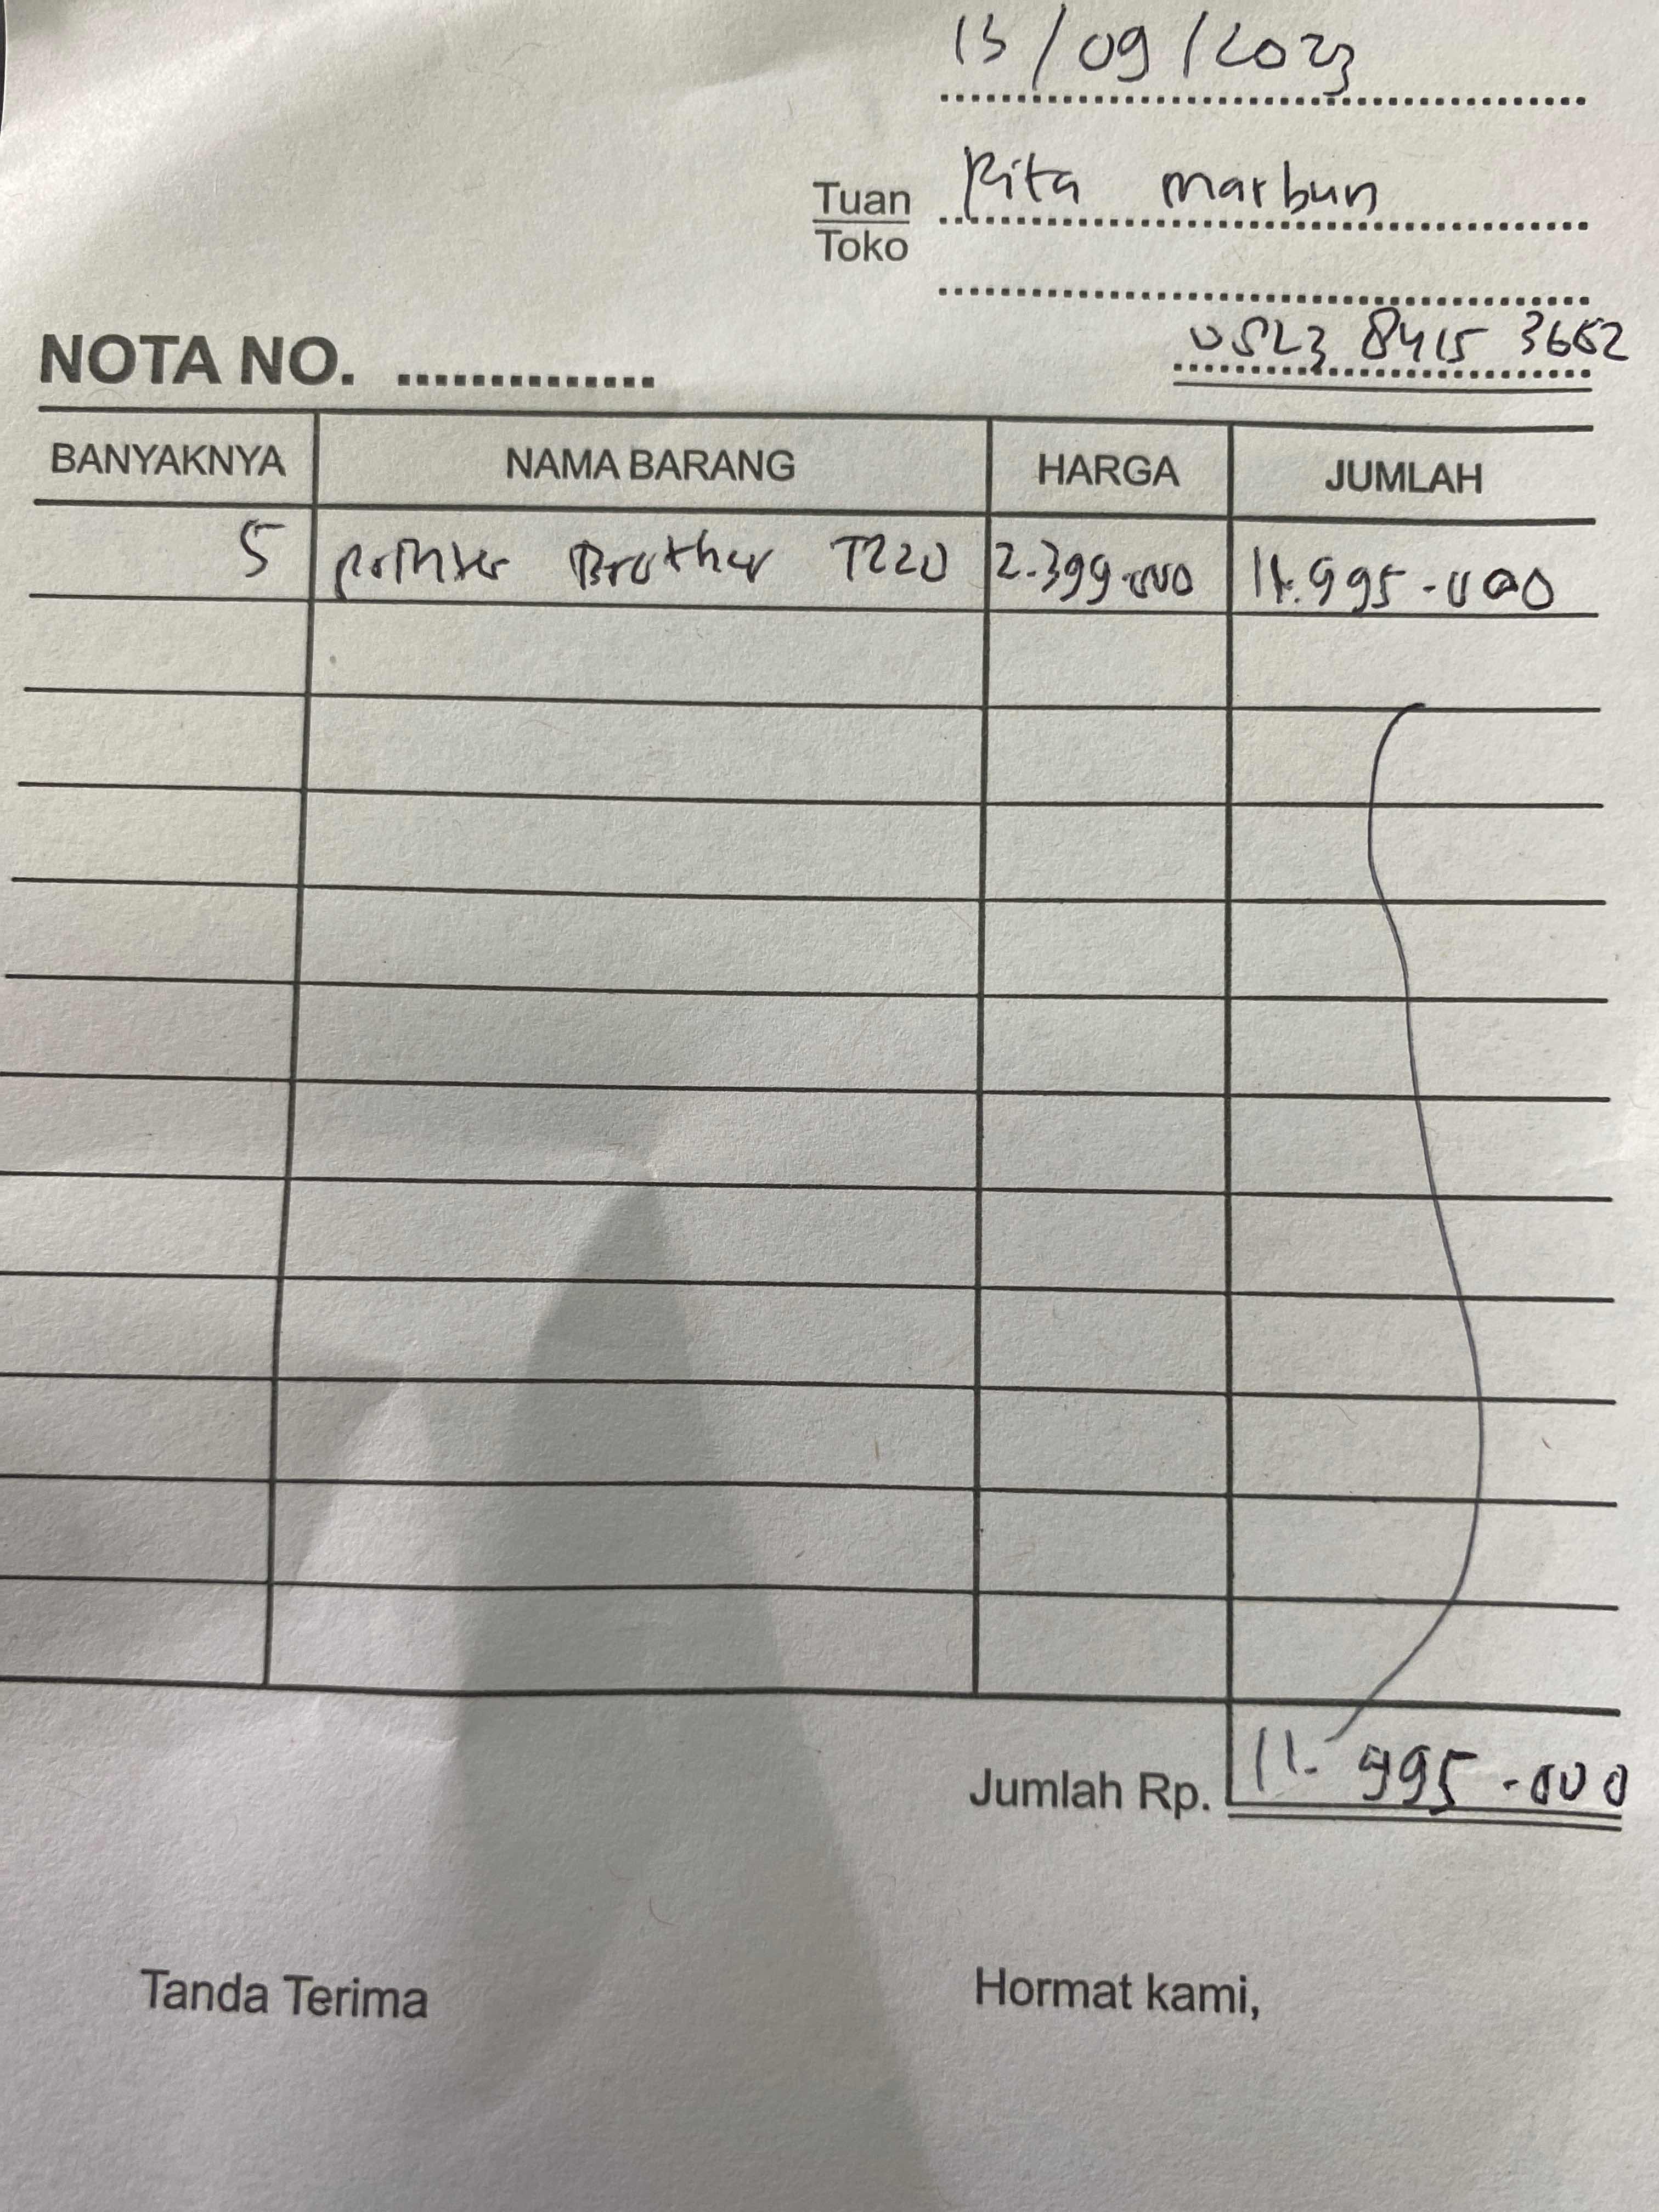 13/09/2023
Tuan Rita marbun
Toko
0823 8415 3662
NOTA NO. ...............
BANYAKNYA NAMA BARANG HARGA JUMLAH
5 printer Brother T220 2.399.000 11.995.000
Jumlah Rp. 11.995.000
Tanda Terima Hormat kami,